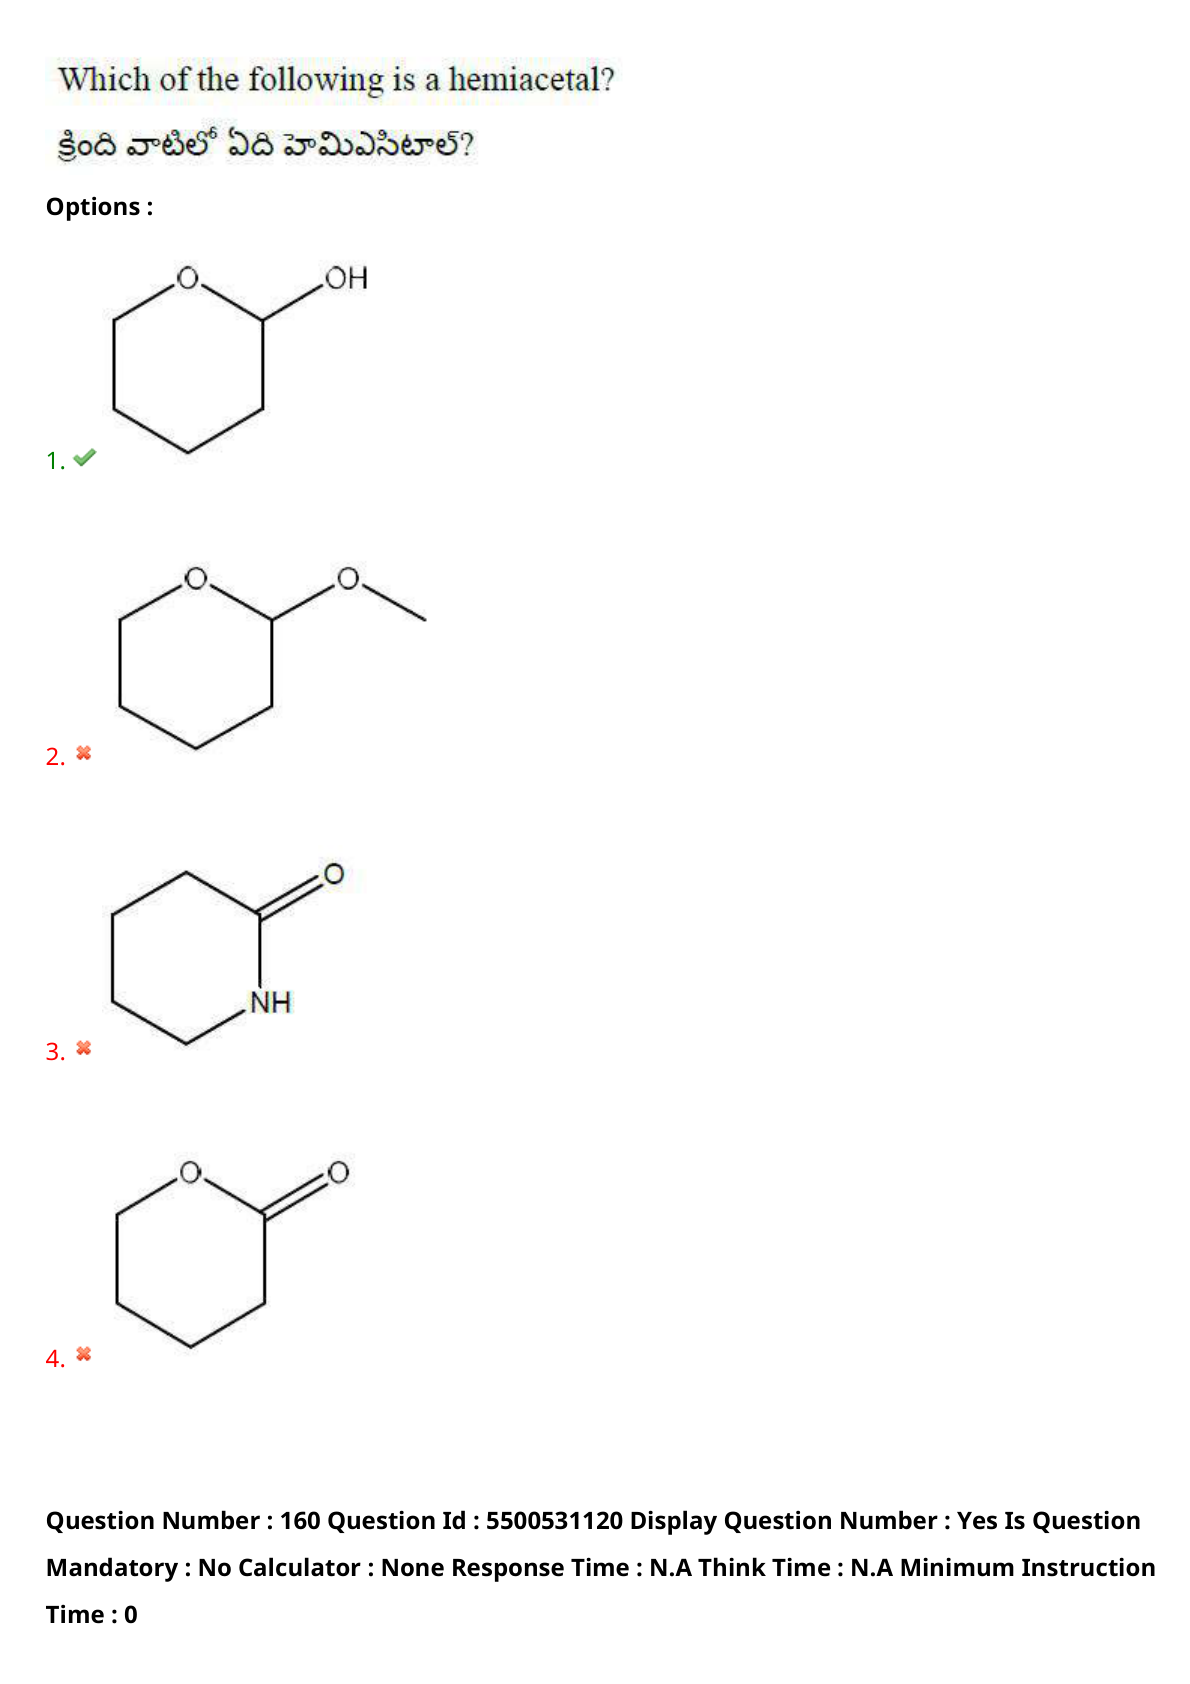 Which of the following is a hemiacetal?
క్రింది వాటిలో ఏది హెమిఎసిటాల్?
Options :
O OH
1.
O O
2.
O
NH
3.
O O
4.
Question Number : 160 Question Id : 5500531120 Display Question Number : Yes Is Question
Mandatory : No Calculator : None Response Time : N.A Think Time : N.A Minimum Instruction
Time : 0